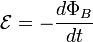 ℰ = − dΦ_B / dt